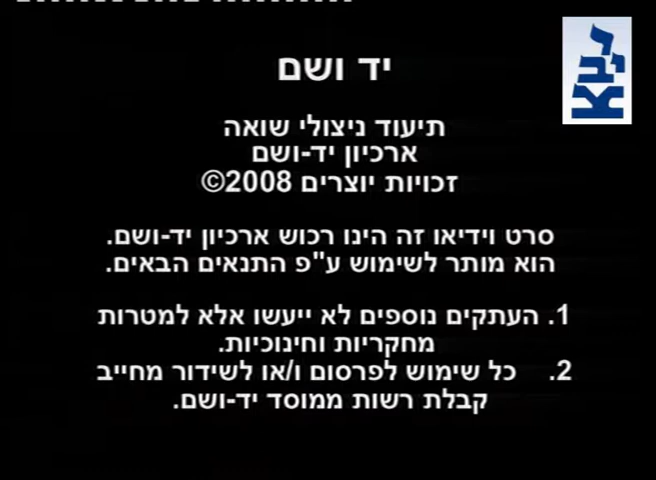 יד ושם
תיעוד ניצולי שואה
ארכיון יד-ושם
זכויות יוצרים 2008©
סרט וידיאו זה הינו רכוש ארכיון יד-ושם.
הוא מותר לשימוש ע"פ התנאים הבאים.
1. העתקים נוספים לא ייעשו אלא למטרות
מחקריות וחינוכיות.
2. כל שימוש לפרסום ו/או לשידור מחייב
קבלת רשות ממוסד יד-ושם.